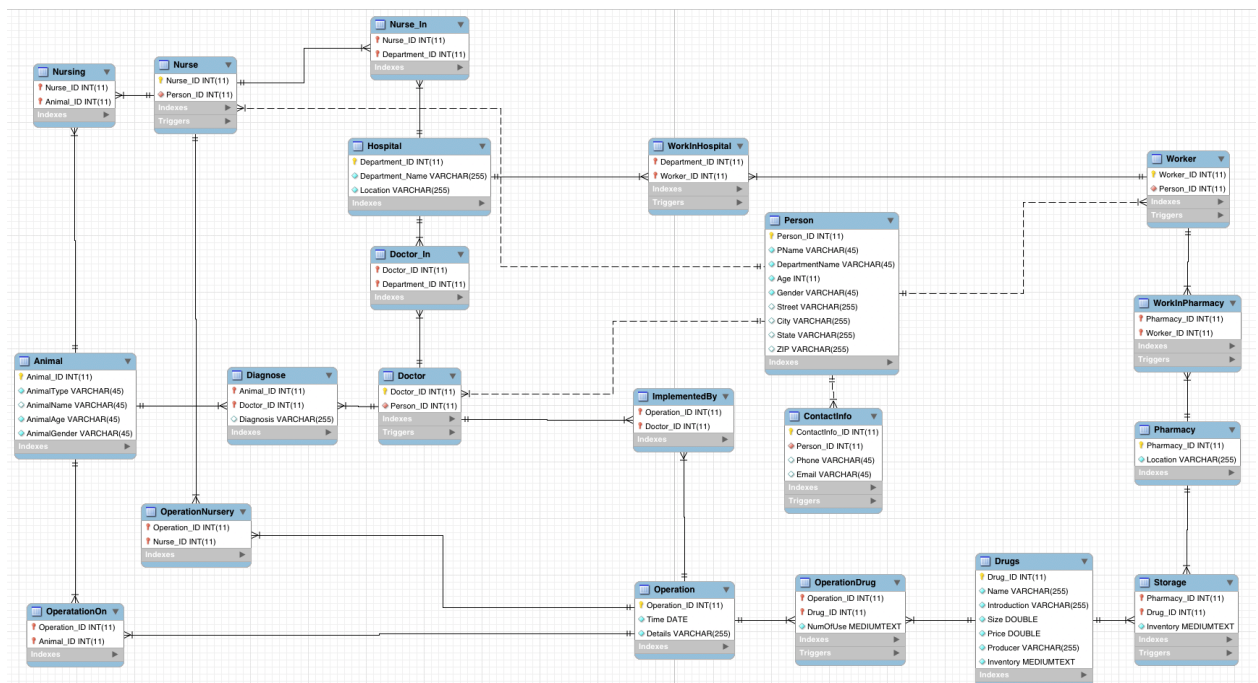 Nurse_In
Nurse_ID INT(11)
Department_ID INT(11)
Indexes
Nursing
Nurse_ID INT(11)
Animal_ID INT(11)
Indexes
Nurse
Nurse_ID INT(11)
Person_ID INT(11)
Indexes
Triggers
Hospital
Department_ID INT(11)
Department_Name VARCHAR(255)
Location VARCHAR(255)
Indexes
WorkInHospital
Department_ID INT(11)
Worker_ID INT(11)
Indexes
Triggers
Worker
Worker_ID INT(11)
Person_ID INT(11)
Indexes
Triggers
Person
Person_ID INT(11)
PName VARCHAR(45)
DepartmentName VARCHAR(45)
Age INT(11)
Gender VARCHAR(45)
Street VARCHAR(255)
City VARCHAR(255)
State VARCHAR(255)
ZIP VARCHAR(255)
Indexes
Doctor_In
Doctor_ID INT(11)
Department_ID INT(11)
Indexes
WorkInPharmacy
Pharmacy_ID INT(11)
Worker_ID INT(11)
Indexes
Triggers
Animal
Animal_ID INT(11)
AnimalType VARCHAR(45)
AnimalName VARCHAR(45)
AnimalAge VARCHAR(45)
AnimalGender VARCHAR(45)
Indexes
Diagnose
Animal_ID INT(11)
Doctor_ID INT(11)
Diagnosis VARCHAR(255)
Indexes
Doctor
Doctor_ID INT(11)
Person_ID INT(11)
Indexes
Triggers
ImplementedBy
Operation_ID INT(11)
Doctor_ID INT(11)
Indexes
ContactInfo
ContactInfo_ID INT(11)
Person_ID INT(11)
Phone VARCHAR(45)
Email VARCHAR(45)
Indexes
Triggers
Pharmacy
Pharmacy_ID INT(11)
Location VARCHAR(255)
Indexes
OperationNursery
Operation_ID INT(11)
Nurse_ID INT(11)
Indexes
OperatationOn
Operation_ID INT(11)
Animal_ID INT(11)
Indexes
Operation
Operation_ID INT(11)
Time DATE
Details VARCHAR(255)
Indexes
OperationDrug
Operation_ID INT(11)
Drug_ID INT(11)
NumOfUse MEDIUMTEXT
Indexes
Triggers
Drugs
Drug_ID INT(11)
Name VARCHAR(255)
Introduction VARCHAR(255)
Size DOUBLE
Price DOUBLE
Producer VARCHAR(255)
Inventory MEDIUMTEXT
Indexes
Storage
Pharmacy_ID INT(11)
Drug_ID INT(11)
Inventory MEDIUMTEXT
Indexes
Triggers